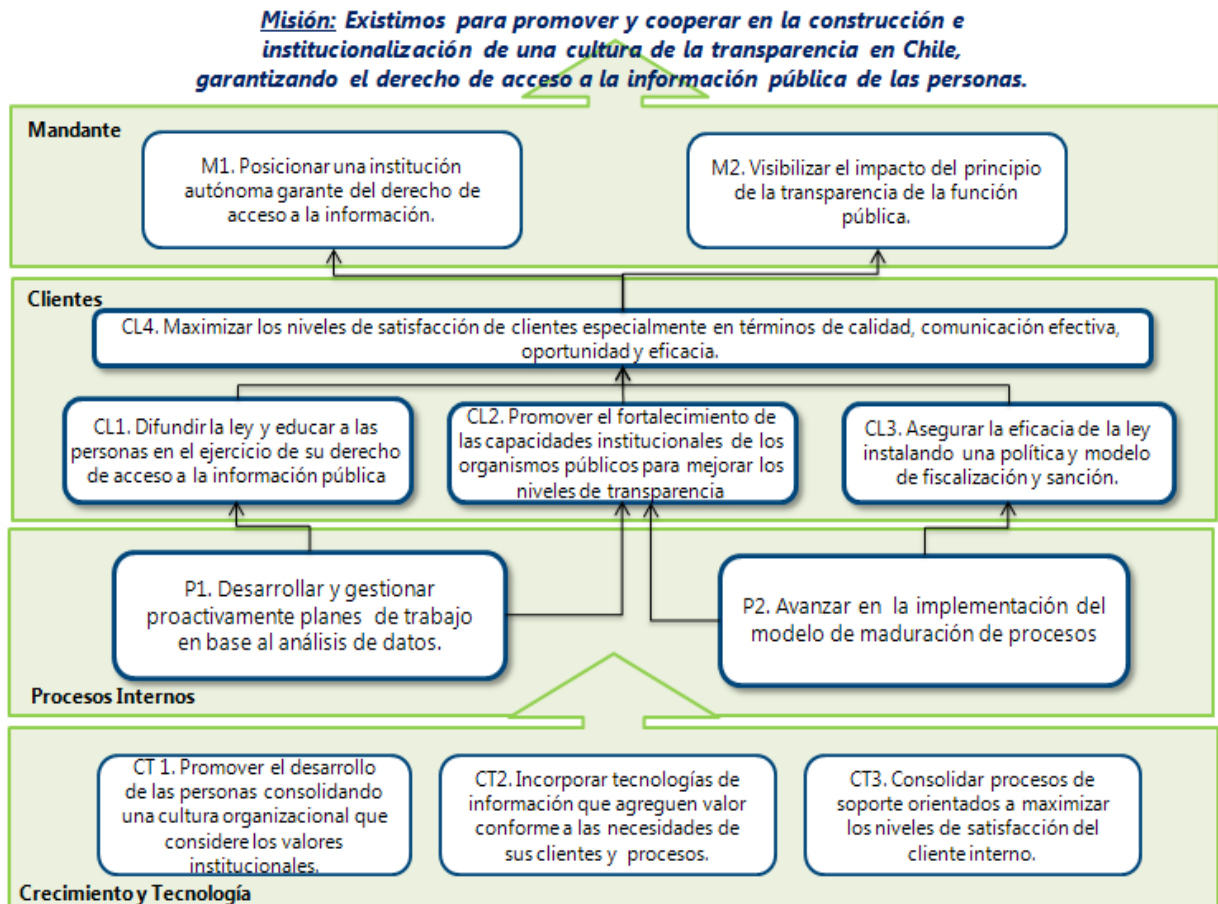 Misión: Existimos para promover y cooperar en la construcción e
institucionalización de una cultura de la transparencia en Chile,
garantizando el derecho de acceso a la información pública de las personas.
Mandante
M1. Posicionar una institución
autónoma garante del derecho de
acceso a la información.
M2. Visibilizar el impacto del principio
de la transparencia de la función
pública.
Clientes
CL4. Maximizar los niveles de satisfacción de clientes especialmente en términos de calidad, comunicación efectiva,
oportunidad y eficacia.
CL1. Difundir la ley y educar a las
personas en el ejercicio de su derecho
de acceso a la información pública
CL2. Promover el fortalecimiento de
las capacidades institucionales de los
organismos públicos para mejorar los
niveles de transparencia
CL3. Asegurar la eficacia de la ley
instalando una política y modelo
de fiscalización y sanción.
P1. Desarrollar y gestionar
proactivamente planes de trabajo
en base al análisis de datos.
P2. Avanzar en la implementación del
modelo de maduración de procesos
Procesos Internos
CT 1. Promover el desarrollo
de las personas consolidando
una cultura organizacional que
considere los valores
institucionales.
CT2. Incorporar tecnologías de
información que agreguen valor
conforme a las necesidades de
sus clientes y procesos.
CT3. Consolidar procesos de
soporte orientados a maximizar
los niveles de satisfacción del
cliente interno.
Crecimiento y Tecnología